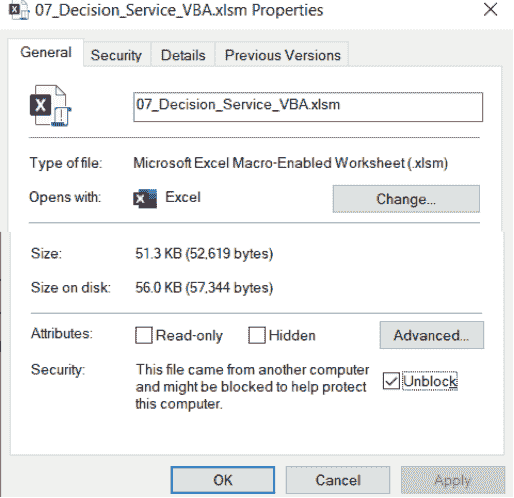 07_Decision_Service_VBA.xlsm Properties
General Security Details Previous Versions
07_Decision_Service_VBA.xlsm
Type of file: Microsoft Excel Macro-Enabled Worksheet (.xlsm)
Opens with: Excel Change...
Size: 51.3 KB (52,619 bytes)
Size on disk: 56.0 KB (57,344 bytes)
Attributes: Read-only Hidden Advanced...
Security: This file came from another computer
and might be blocked to help protect
this computer.
Unblock
OK Cancel Apply